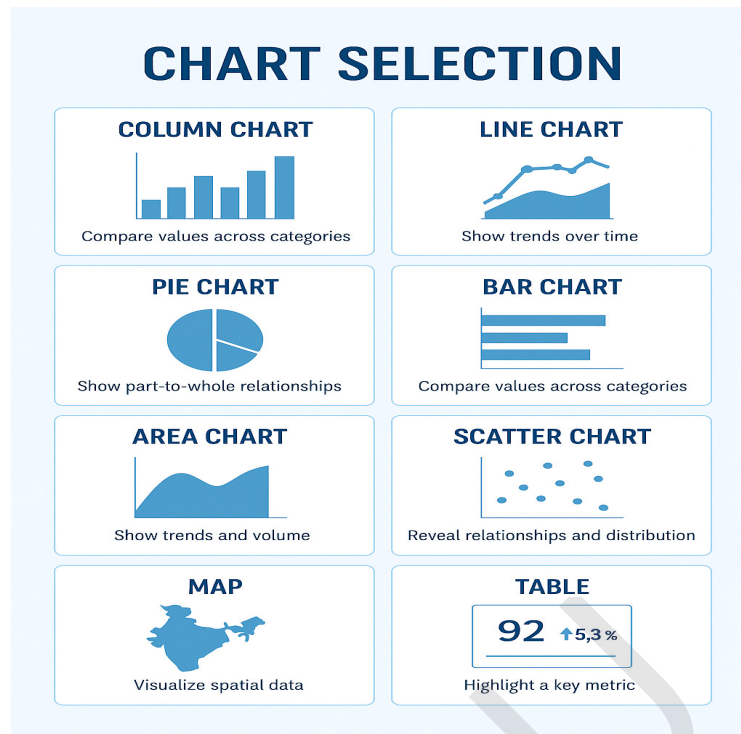 CHART SELECTION
COLUMN CHART
Compare values across categories
LINE CHART
Show trends over time
PIE CHART
Show part-to-whole relationships
BAR CHART
Compare values across categories
AREA CHART
Show trends and volume
SCATTER CHART
Reveal relationships and distribution
MAP
Visualize spatial data
TABLE
92 5,3 %
Highlight a key metric